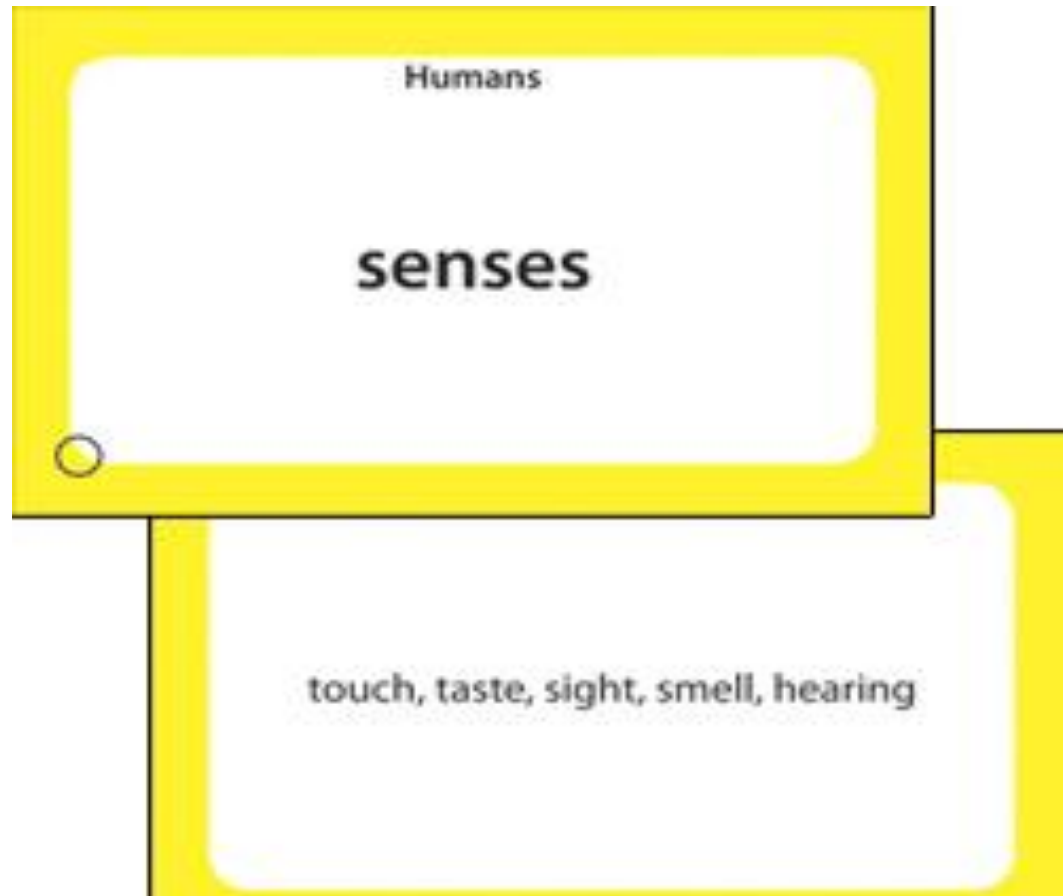 Humans
senses
touch, taste, sight, smell, hearing